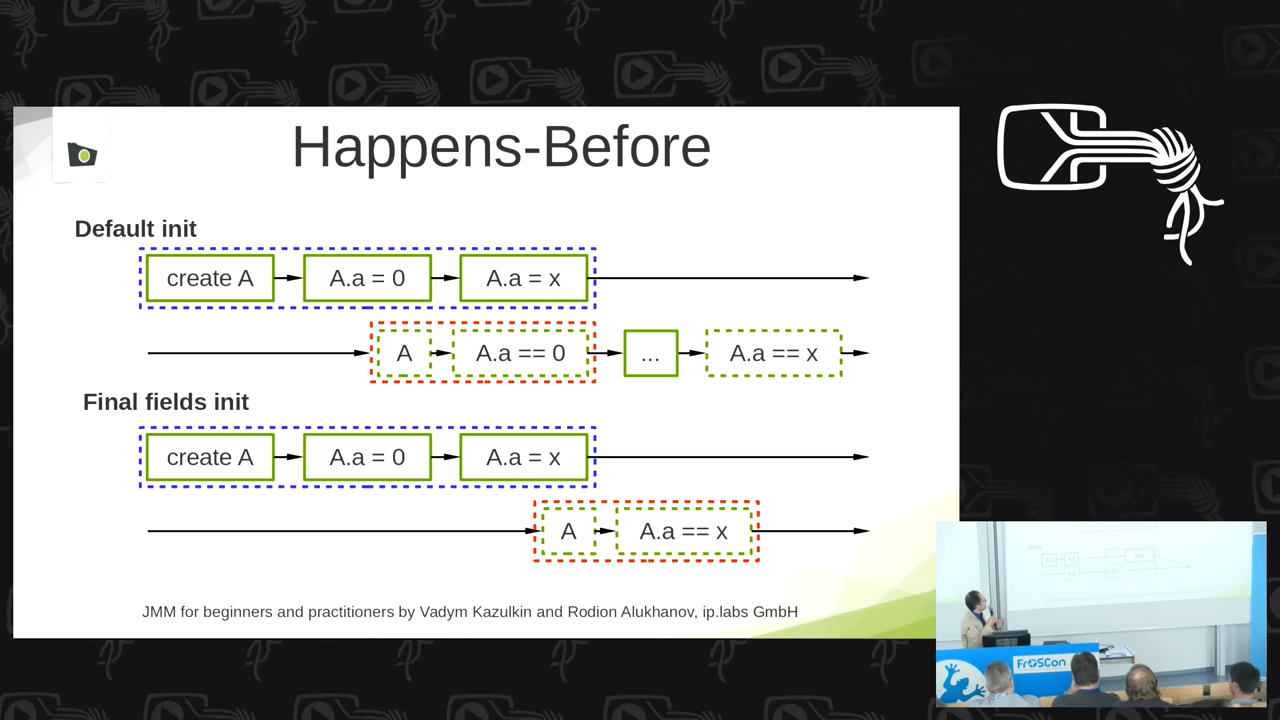 Happens-Before
Default init
create A A.a = 0 A.a = x
A A.a == 0 ... A.a == x
Final fields init
create A A.a = 0 A.a = x
A A.a == x
JMM for beginners and practitioners by Vadym Kazulkin and Rodion Alukhanov, ip.labs GmbH
FrOSCon